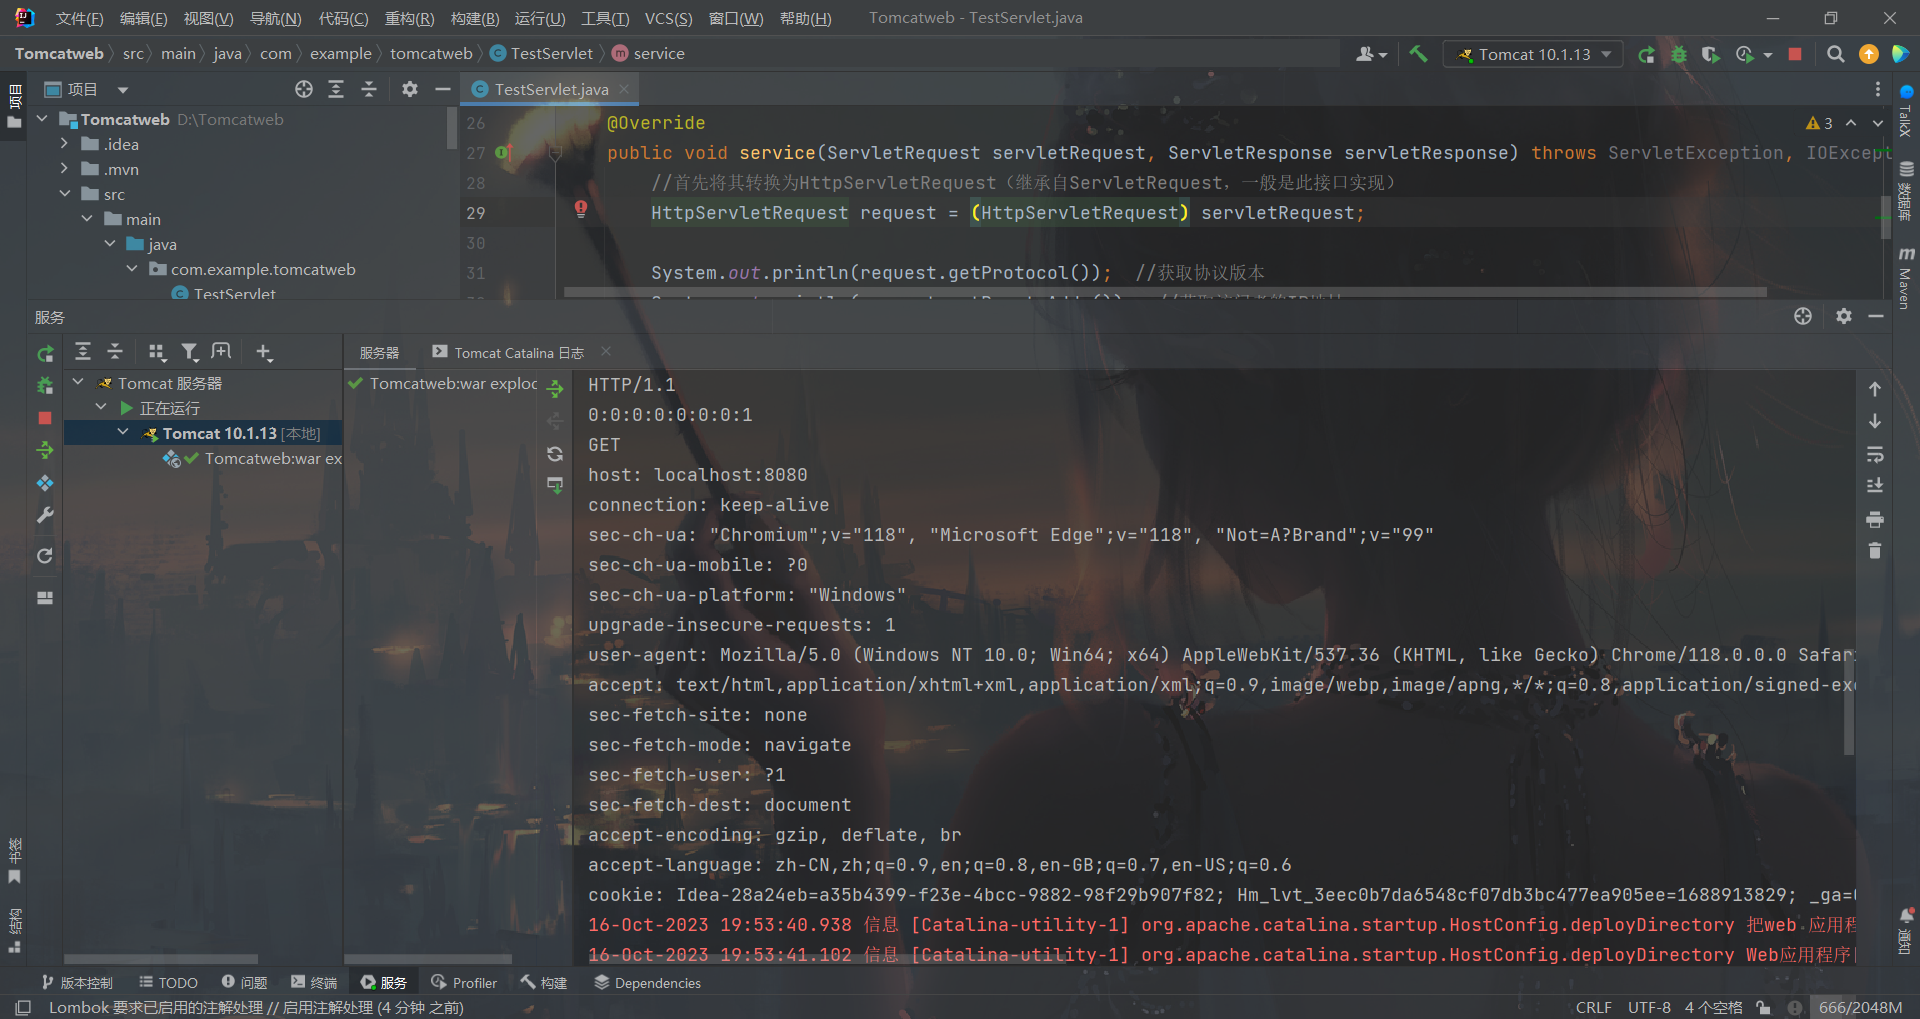 文件(F) 编辑(E) 视图(V) 导航(N) 代码(C) 重构(R) 构建(B) 运行(U) 工具(T) VCS(S) 窗口(W) 帮助(H) Tomcatweb - TestServlet.java
Tomcatweb src main java com example tomcatweb TestServlet service
Tomcat 10.1.13
项目
项目
TestServlet.java
TalkX
数据库
Maven
Tomcatweb D:\Tomcatweb
.idea
.mvn
src
main
java
com.example.tomcatweb
TestServlet
3
26 @Override
27 public void service(ServletRequest servletRequest, ServletResponse servletResponse) throws ServletException, IOExcept
28 //首先将其转换为HttpServletRequest（继承自ServletRequest，一般是此接口实现）
29 HttpServletRequest request = (HttpServletRequest) servletRequest;
30
31 System.out.println(request.getProtocol()); //获取协议版本
服务
服务器 Tomcat Catalina 日志
Tomcat 服务器
正在运行
Tomcat 10.1.13 [本地]
Tomcatweb:war ex
Tomcatweb:war exploc
HTTP/1.1
0:0:0:0:0:0:0:1
GET
host: localhost:8080
connection: keep-alive
sec-ch-ua: "Chromium";v="118", "Microsoft Edge";v="118", "Not=A?Brand";v="99"
sec-ch-ua-mobile: ?0
sec-ch-ua-platform: "Windows"
upgrade-insecure-requests: 1
user-agent: Mozilla/5.0 (Windows NT 10.0; Win64; x64) AppleWebKit/537.36 (KHTML, like Gecko) Chrome/118.0.0.0 Safar
accept: text/html,application/xhtml+xml,application/xml;q=0.9,image/webp,image/apng,*/*;q=0.8,application/signed-ex
sec-fetch-site: none
sec-fetch-mode: navigate
sec-fetch-user: ?1
sec-fetch-dest: document
accept-encoding: gzip, deflate, br
accept-language: zh-CN,zh;q=0.9,en;q=0.8,en-GB;q=0.7,en-US;q=0.6
cookie: Idea-28a24eb=a35b4399-f23e-4bcc-9882-98f29b907f82; Hm_lvt_3eec0b7da6548cf07db3bc477ea905ee=1688913829; _ga=
16-Oct-2023 19:53:40.938 信息 [Catalina-utility-1] org.apache.catalina.startup.HostConfig.deployDirectory 把web 应用程
16-Oct-2023 19:53:41.102 信息 [Catalina-utility-1] org.apache.catalina.startup.HostConfig.deployDirectory Web应用程序
书签
结构
通知
版本控制 TODO 问题 终端 服务 Profiler 构建 Dependencies
Lombok 要求已启用的注解处理 // 启用注解处理 (4 分钟 之前) CRLF UTF-8 4 个空格 666/2048M